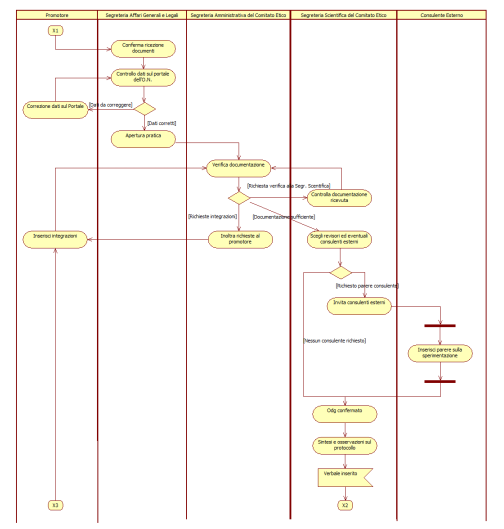 Promotore
Segreteria Affari Generali e Legali
Segreteria Amministrativa del Comitato Etico
Segreteria Scientifica del Comitato Etico
Consulente Esterno
X1
Conferma ricezione
documenti
Controllo dati sul portale
dell'O.N.
Correzione dati sul Portale
[Dati da correggere]
[Dati corretti]
Apertura pratica
Verifica documentazione
[Richiesta verifica alla Segr. Scientifica]
Controlla documentazione
ricevuta
[Richieste integrazioni]
[Documentazione sufficiente]
Inserisci integrazioni
Inoltra richieste al
promotore
Scegli revisori ed eventuali
consulenti esterni
[Richiesto parere consulente]
Invita consulenti esterni
[Nessun consulente richiesto]
Inserisci parere sulla
sperimentazione
Odg confermato
Sintesi e osservazioni sul
protocollo
Verbale inserito
X3
X2